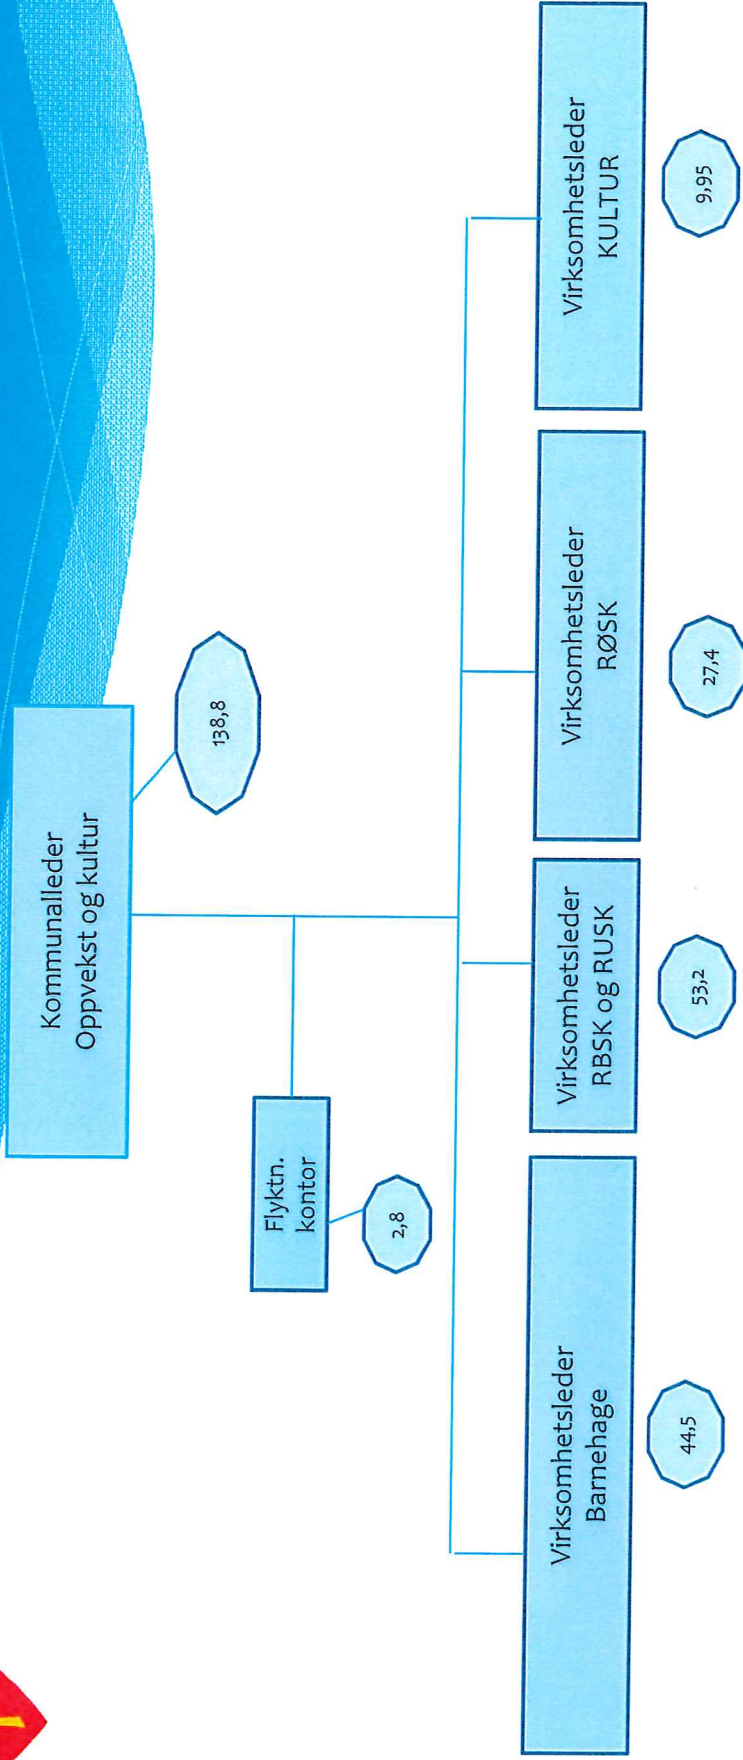 Kommunalleder
Oppvekst og kultur
138,8
Flyktn.
kontor
2,8
Virksomhetsleder
Barnehage
44,5
Virksomhetsleder
RBSK og RUSK
53,2
Virksomhetsleder
RØSK
27,4
Virksomhetsleder
KULTUR
9,95